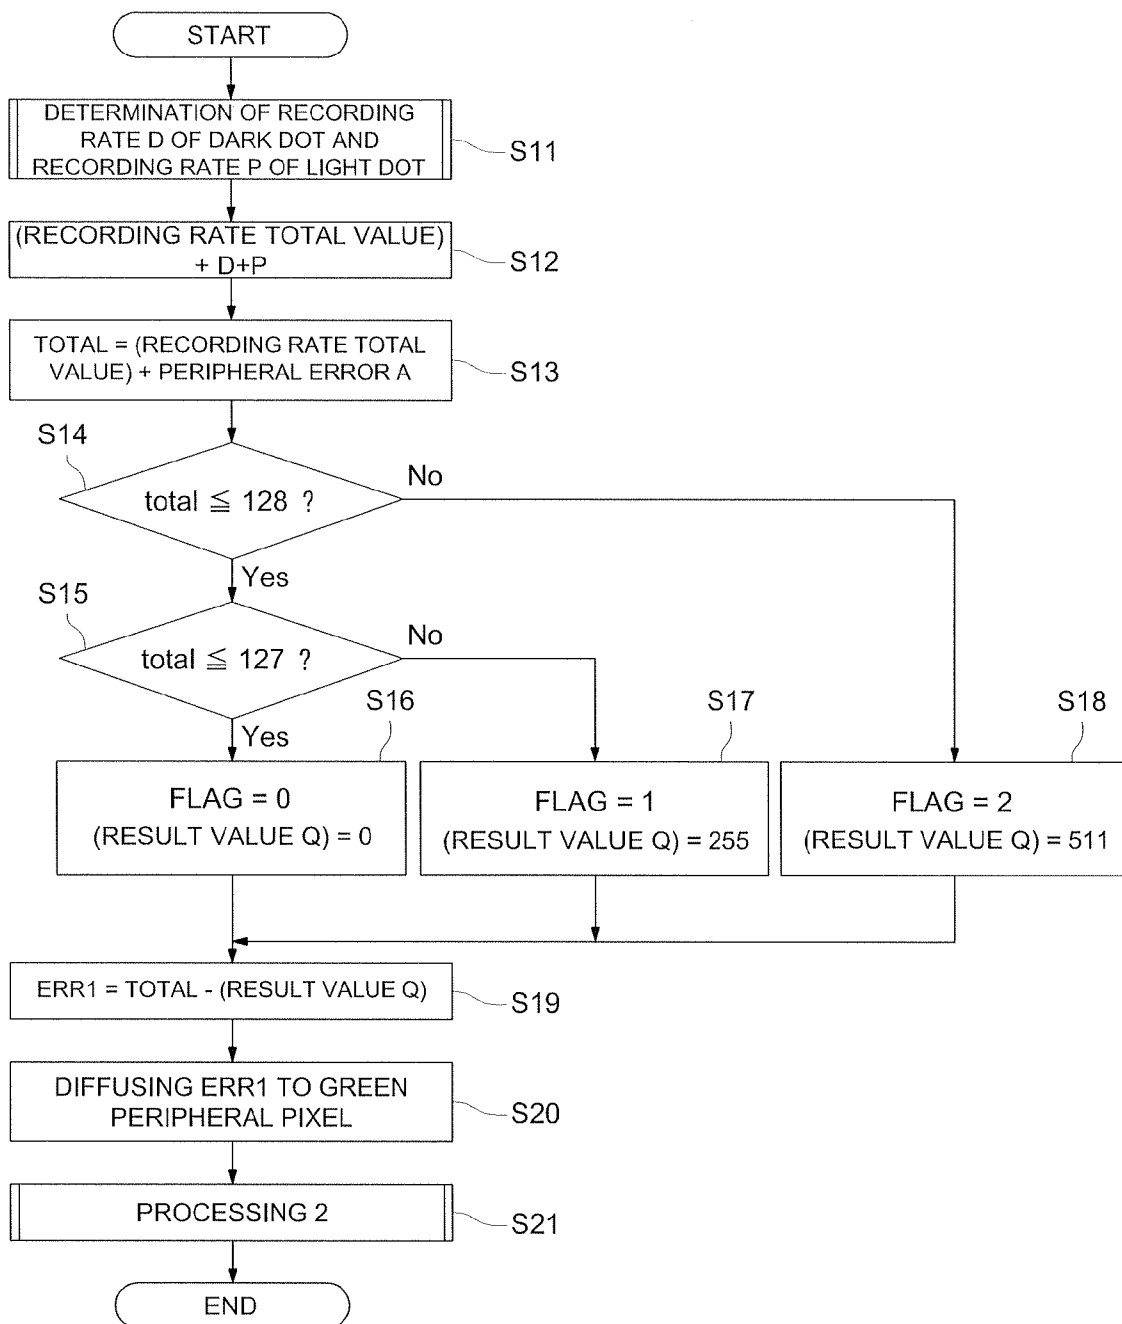 START
DETERMINATION OF RECORDING
RATE D OF DARK DOT AND
RECORDING RATE P OF LIGHT DOT
S11
(RECORDING RATE TOTAL VALUE)
+ D+P
S12
TOTAL = (RECORDING RATE TOTAL
VALUE) + PERIPHERAL ERROR A
S13
S14
total ≦ 128 ?
No
Yes
S15
total ≦ 127 ?
No
Yes
S16
FLAG = 0
(RESULT VALUE Q) = 0
S17
FLAG = 1
(RESULT VALUE Q) = 255
S18
FLAG = 2
(RESULT VALUE Q) = 511
ERR1 = TOTAL - (RESULT VALUE Q)
S19
DIFFUSING ERR1 TO GREEN
PERIPHERAL PIXEL
S20
PROCESSING 2
S21
END